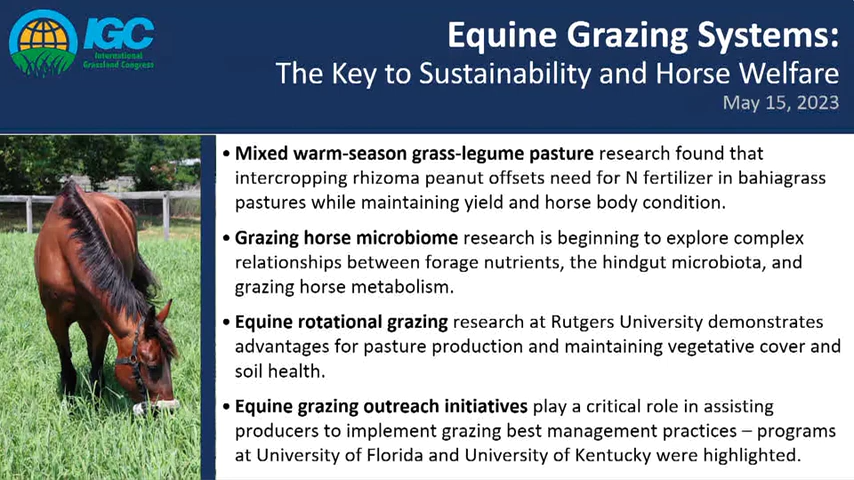 IGC
International
Grassland Congress
Equine Grazing Systems:
The Key to Sustainability and Horse Welfare
May 15, 2023
• Mixed warm-season grass-legume pasture research found that
intercropping rhizoma peanut offsets need for N fertilizer in bahiagrass
pastures while maintaining yield and horse body condition.
• Grazing horse microbiome research is beginning to explore complex
relationships between forage nutrients, the hindgut microbiota, and
grazing horse metabolism.
• Equine rotational grazing research at Rutgers University demonstrates
advantages for pasture production and maintaining vegetative cover and
soil health.
• Equine grazing outreach initiatives play a critical role in assisting
producers to implement grazing best management practices – programs
at University of Florida and University of Kentucky were highlighted.